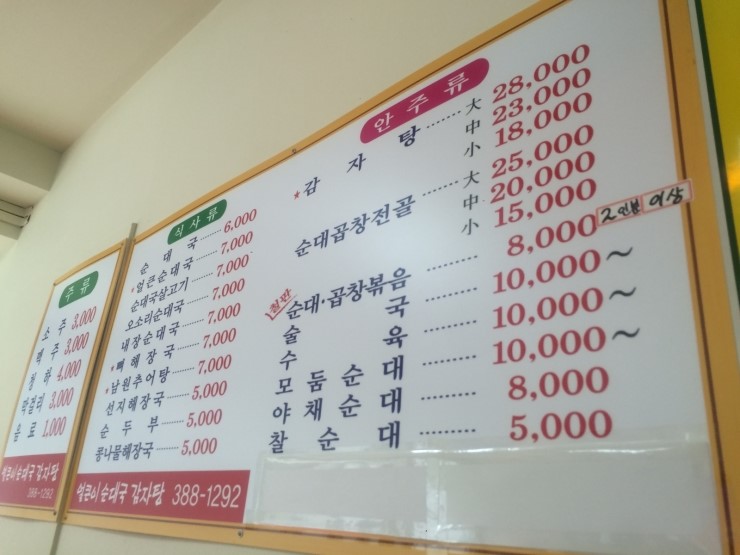 주류
소주 3,000
맥주 3,000
청하 4,000
막걸리 3,000
음료 1,000
얼큰이 순대국 감자탕
388-1292
식사류
순대국 ······ 6,000
*얼큰순대국 ···· 7,000
순대국살고기 ···· 7,000
오소리순대국 ···· 7,000
내장순대국 ···· 7,000
*뼈해장국 ······ 7,000
*남원추어탕 ······ 7,000
선지해장국 ······ 5,000
순두부 ········ 5,000
콩나물해장국 ······ 5,000
얼큰이 순대국 감자탕 388-1292
안주류
*감자탕 ······ 大 28,000
中 23,000
小 18,000
순대곱창전골 ······ 大 25,000
中 20,000
小 15,000
철판 순대·곱창볶음 8,000 2인분 이상
술국 ······ 10,000~
수육 ······ 10,000~
모둠순대 ······ 10,000~
야채순대 ······ 8,000
찰순대 ······ 5,000